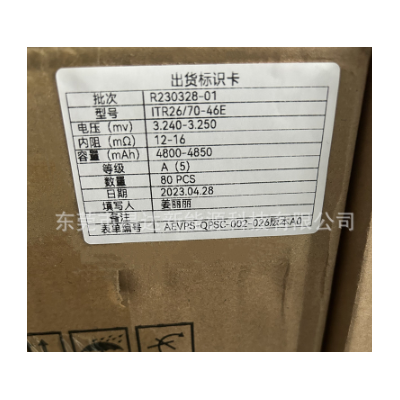 出货标识卡
批次 R230328-01
型号 ITR26/70-46E
电压（mv） 3.240-3.250
内阻（mΩ） 12-16
容量（mAh） 4800-4850
等级 A（5）
数量 80 PCS
日期 2023.04.28
填写人 姜丽丽
备注
表单编号 AEVPS-QPSC-002-026版本A0